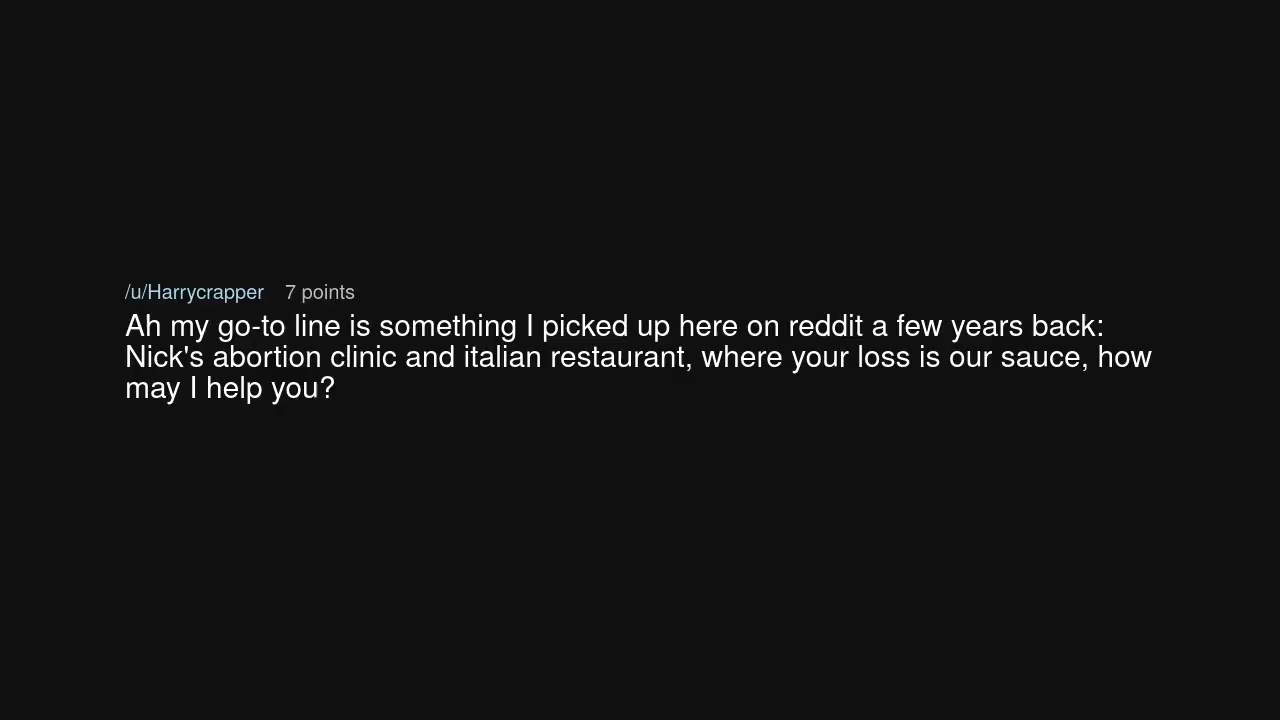 /u/Harrycrapper 7 points
Ah my go-to line is something I picked up here on reddit a few years back:
Nick's abortion clinic and italian restaurant, where your loss is our sauce, how
may I help you?